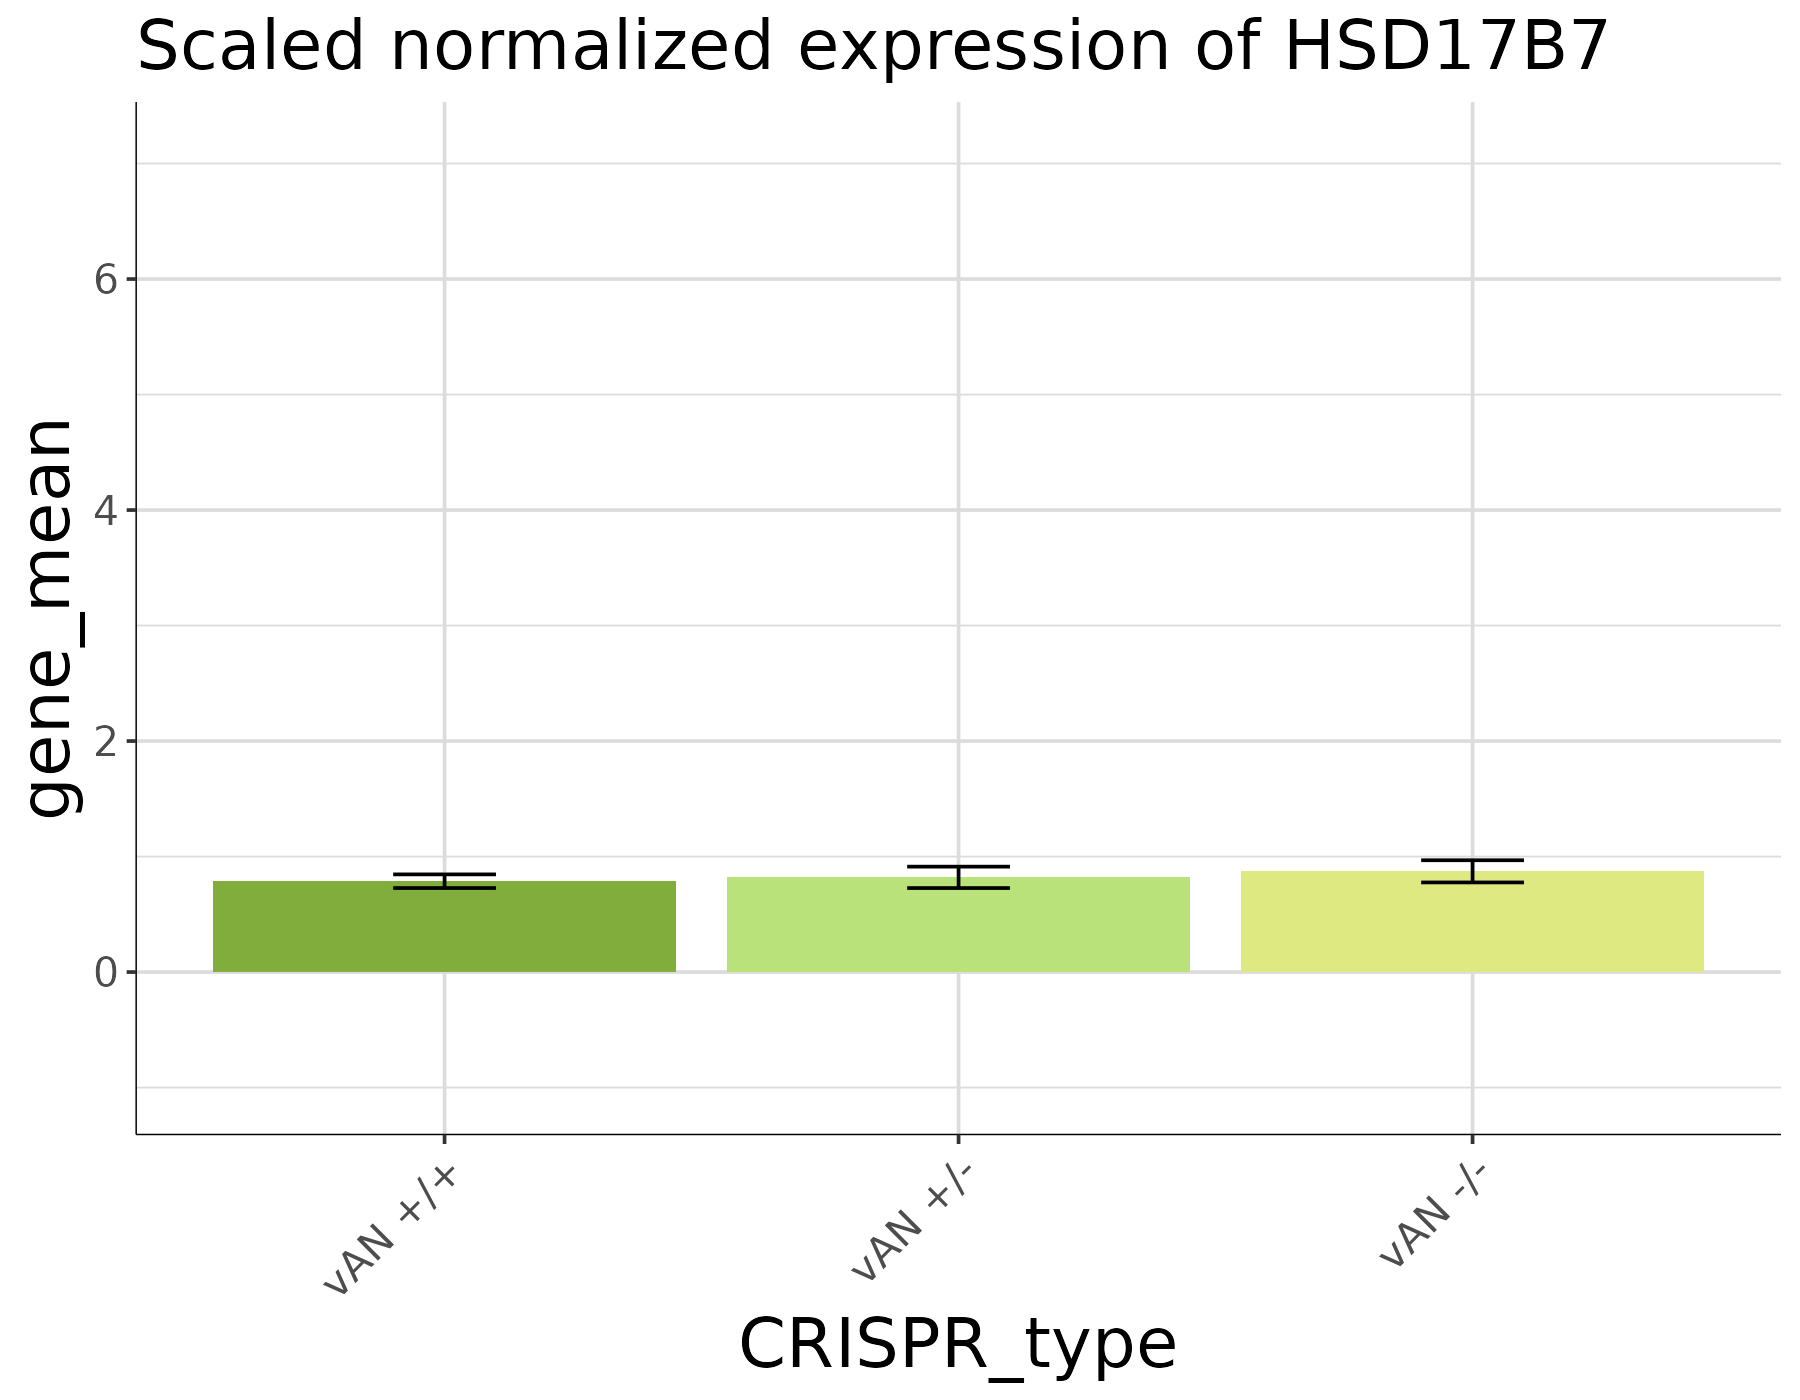 Scaled normalized expression of HSD17B7
gene_mean
6
4
2
0
vAN +/+
vAN +/-
vAN -/-
CRISPR_type